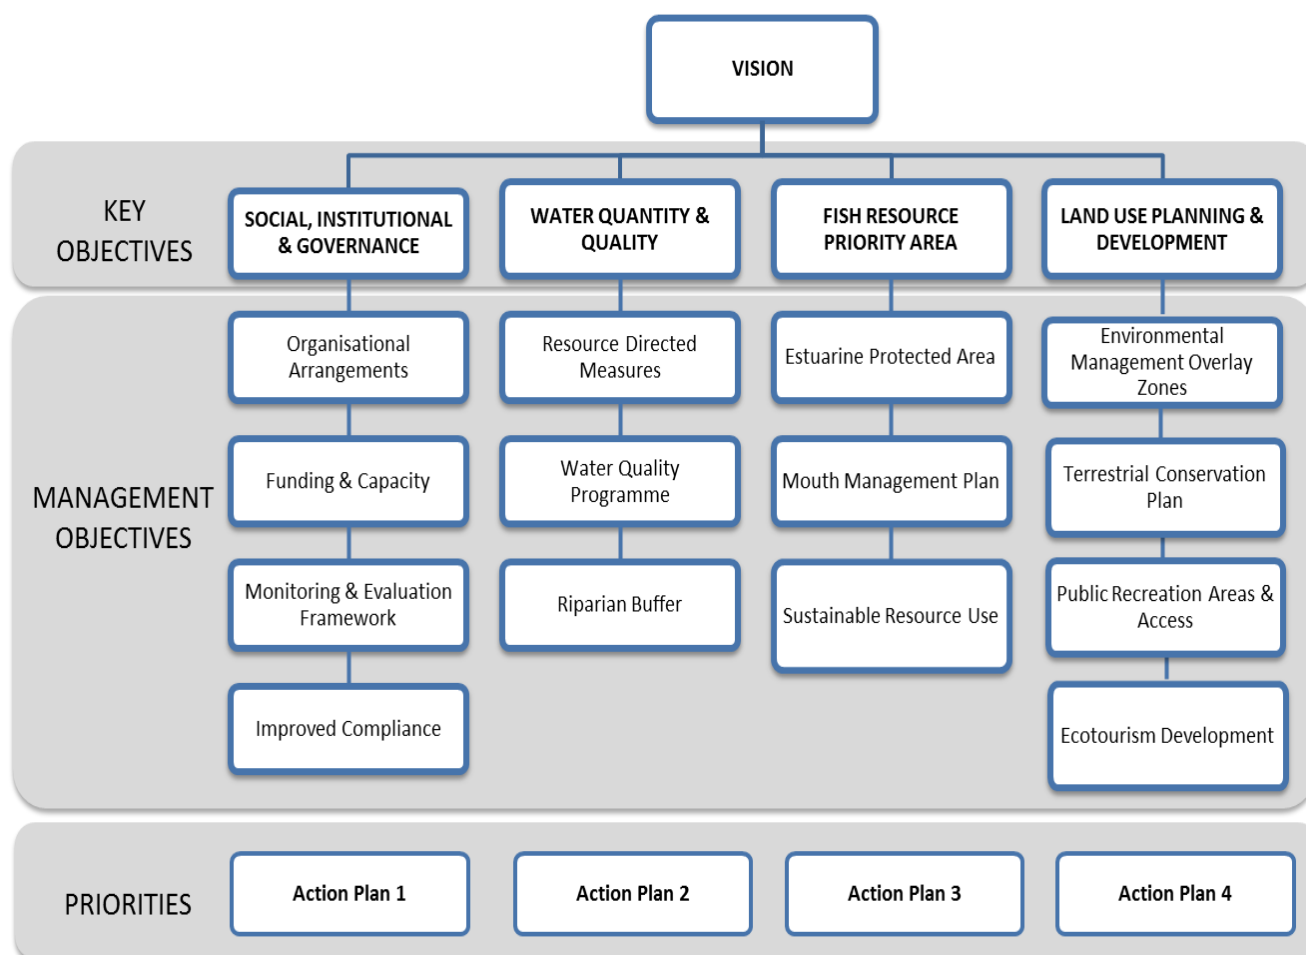 VISION
KEY
OBJECTIVES
SOCIAL, INSTITUTIONAL
& GOVERNANCE
WATER QUANTITY &
QUALITY
FISH RESOURCE
PRIORITY AREA
LAND USE PLANNING &
DEVELOPMENT
MANAGEMENT
OBJECTIVES
Organisational
Arrangements
Funding & Capacity
Monitoring & Evaluation
Framework
Improved Compliance
Resource Directed
Measures
Water Quality
Programme
Riparian Buffer
Estuarine Protected Area
Mouth Management Plan
Sustainable Resource Use
Environmental
Management Overlay
Zones
Terrestrial Conservation
Plan
Public Recreation Areas &
Access
Ecotourism Development
PRIORITIES
Action Plan 1
Action Plan 2
Action Plan 3
Action Plan 4